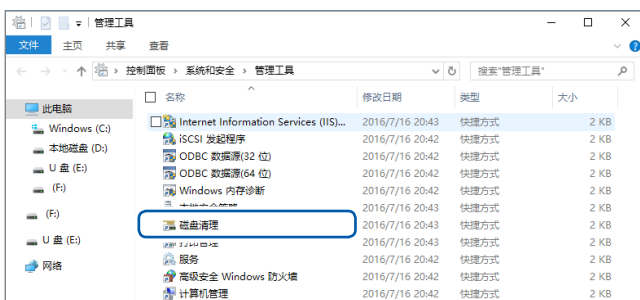 管理工具
文件 主页 共享 查看
控制面板 › 系统和安全 › 管理工具 搜索"管理工具"
名称 修改日期 类型 大小
此电脑
Internet Information Services (IIS)... 2016/7/16 20:43 快捷方式 2 KB
Windows (C:)
iSCSI 发起程序 2016/7/16 20:42 快捷方式 2 KB
本地磁盘 (D:)
ODBC 数据源(32 位) 2016/7/16 20:42 快捷方式 2 KB
U 盘 (E:)
ODBC 数据源(64 位) 2016/7/16 20:42 快捷方式 2 KB
(F:)
Windows 内存诊断 2016/7/16 20:42 快捷方式 2 KB
本地安全策略 2016/7/16 20:43 快捷方式 2 KB
(F:)
磁盘清理 2016/7/16 20:43 快捷方式 2 KB
U 盘 (E:)
打印管理 2016/7/16 20:43 快捷方式 2 KB
服务 2016/7/16 20:42 快捷方式 2 KB
网络
高级安全 Windows 防火墙 2016/7/16 20:42 快捷方式 2 KB
计算机管理 2016/7/16 20:42 快捷方式 2 KB